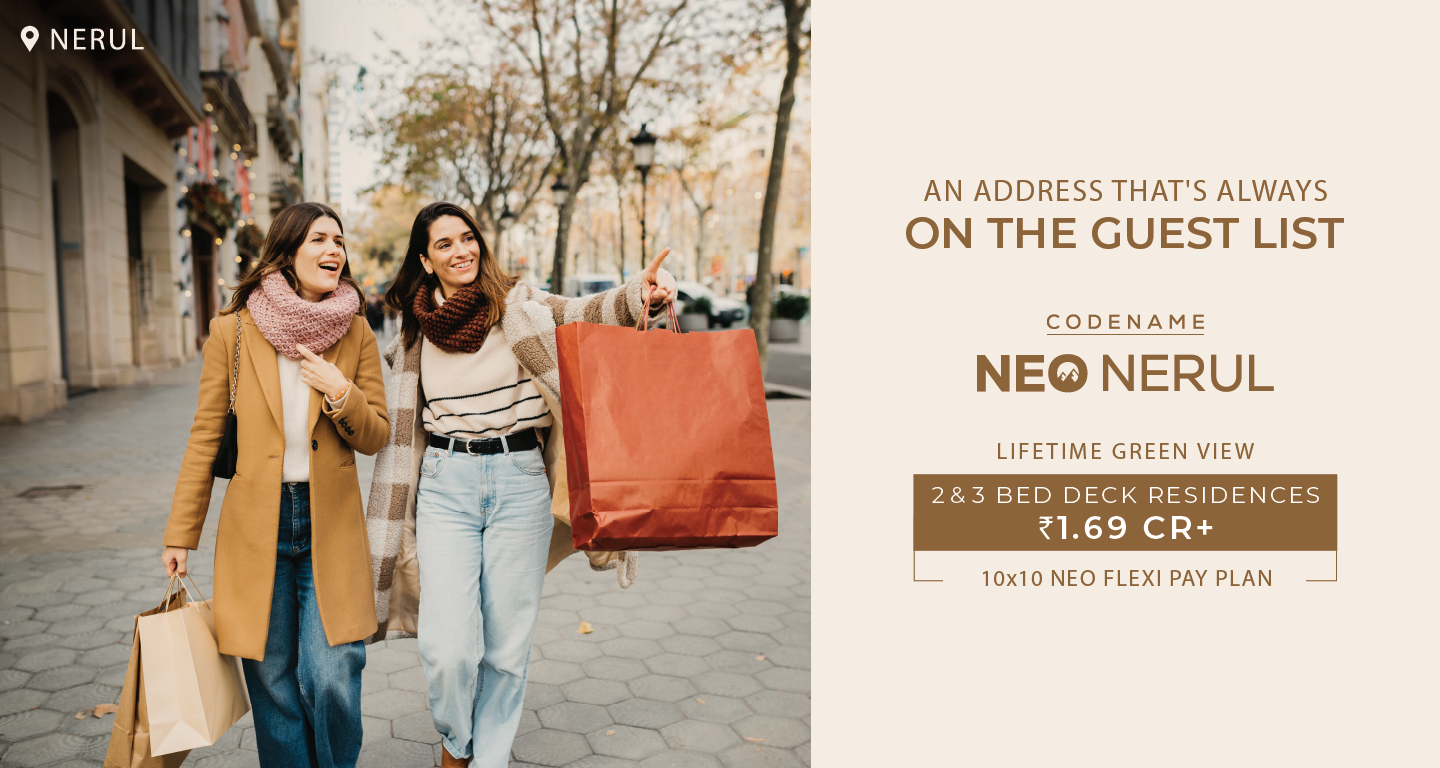 NERUL
AN ADDRESS THAT'S ALWAYS
ON THE GUEST LIST
CODENAME
NEO NERUL
LIFETIME GREEN VIEW
2 & 3 BED DECK RESIDENCES
₹1.69 CR+
10x10 NEO FLEXI PAY PLAN